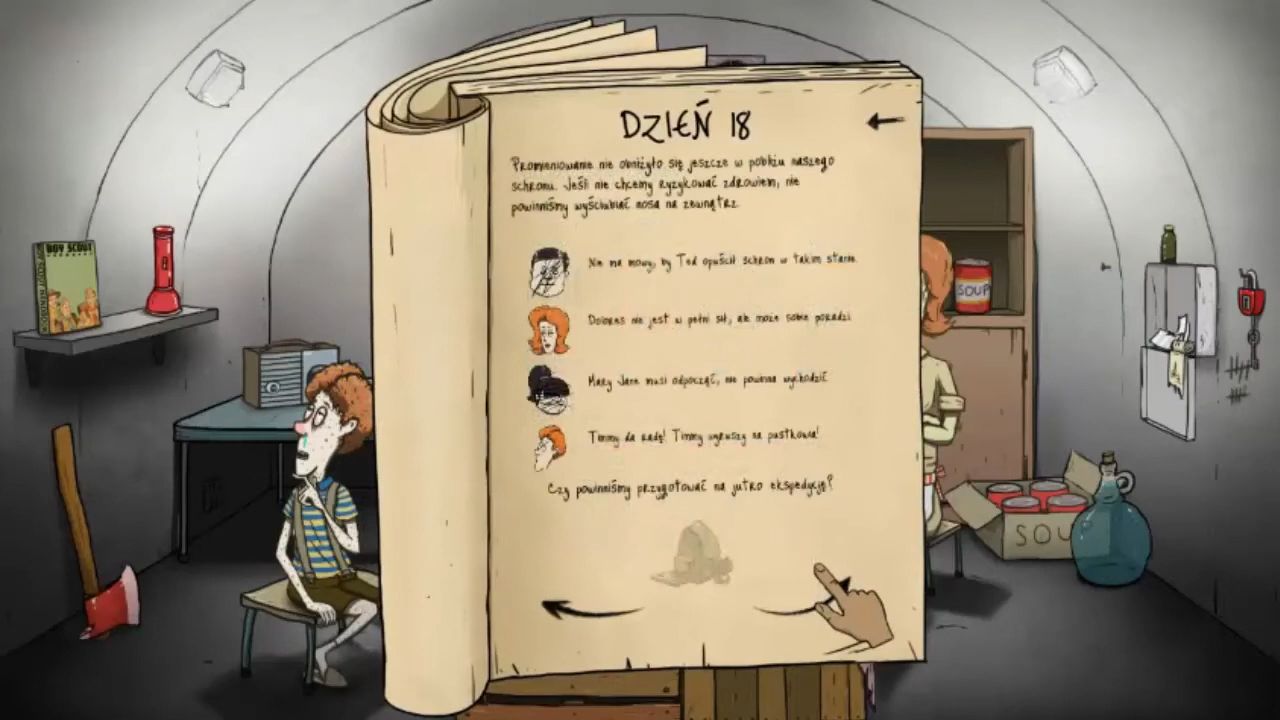 DZIEŃ 18
Promieniowanie nie obniżyło się jeszcze w pobliżu naszego
schronu. Jeśli nie chcemy ryzykować zdrowiem, nie
powinniśmy wyściubiać nosa na zewnątrz.
Nie ma mowy, by Ted opuścił schron w takim stanie.
Dolores nie jest w pełni sił, ale może sobie poradzi
Mary Jane musi odpocząć, nie powinna wychodzić
Timmy da radę! Timmy wyruszy na pustkowia!
Czy powinniśmy przygotować na jutro ekspedycję?
BOY SCOUT
SOUP
SOU